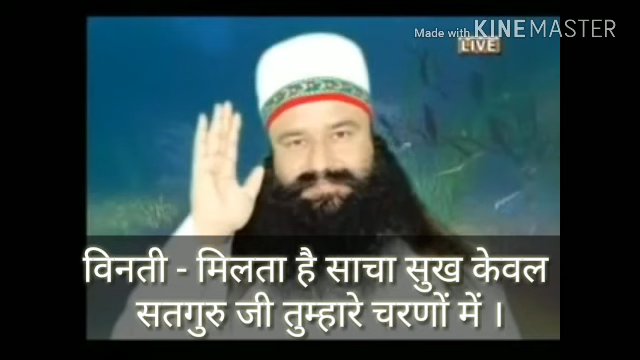 Made with KINEMASTER
LIVE
विनती - मिलता है साचा सुख केवल
सतगुरु जी तुम्हारे चरणों में ।